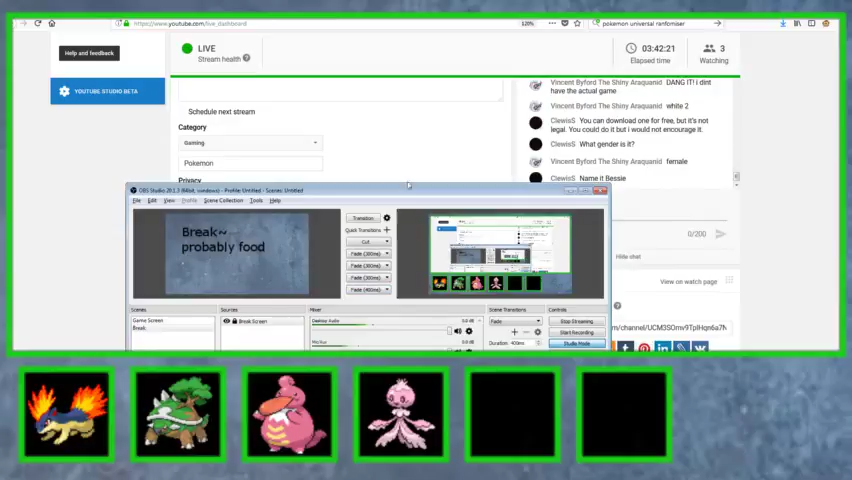 https://www.youtube.com/live_dashboard
120%
pokemon universal ranfomiser
Help and feedback
YOUTUBE STUDIO BETA
LIVE
Stream health
03:42:21
Elapsed time
3
Watching
Schedule next stream
Category
Gaming
Pokemon
Privacy
Vincent Byford The Shiny Araquanid DANG IT! i dint
have the actual game
Vincent Byford The Shiny Araquanid white 2
ClewisS You can download one for free, but it's not
legal. You could do it but i would not encourage it.
ClewisS What gender is it?
Vincent Byford The Shiny Araquanid female
ClewisS Name it Bessie
0/200
Hide chat
View on watch page
OBS Studio 20.1.3 (64bit, windows) - Profile: Untitled - Scenes: Untitled
File Edit View Profile Scene Collection Tools Help
Break~
probably food
Transition
Quick Transitions
Cut
Fade (300ms)
Fade (300ms)
Fade (300ms)
Fade (400ms)
Scenes
Game Screen
Break
Sources
Break Screen
Mixer
Desktop Audio
0.0 dB
Mic/Aux
Scene Transitions
Fade
Duration 400ms
Controls
Stop Streaming
Start Recording
Studio Mode